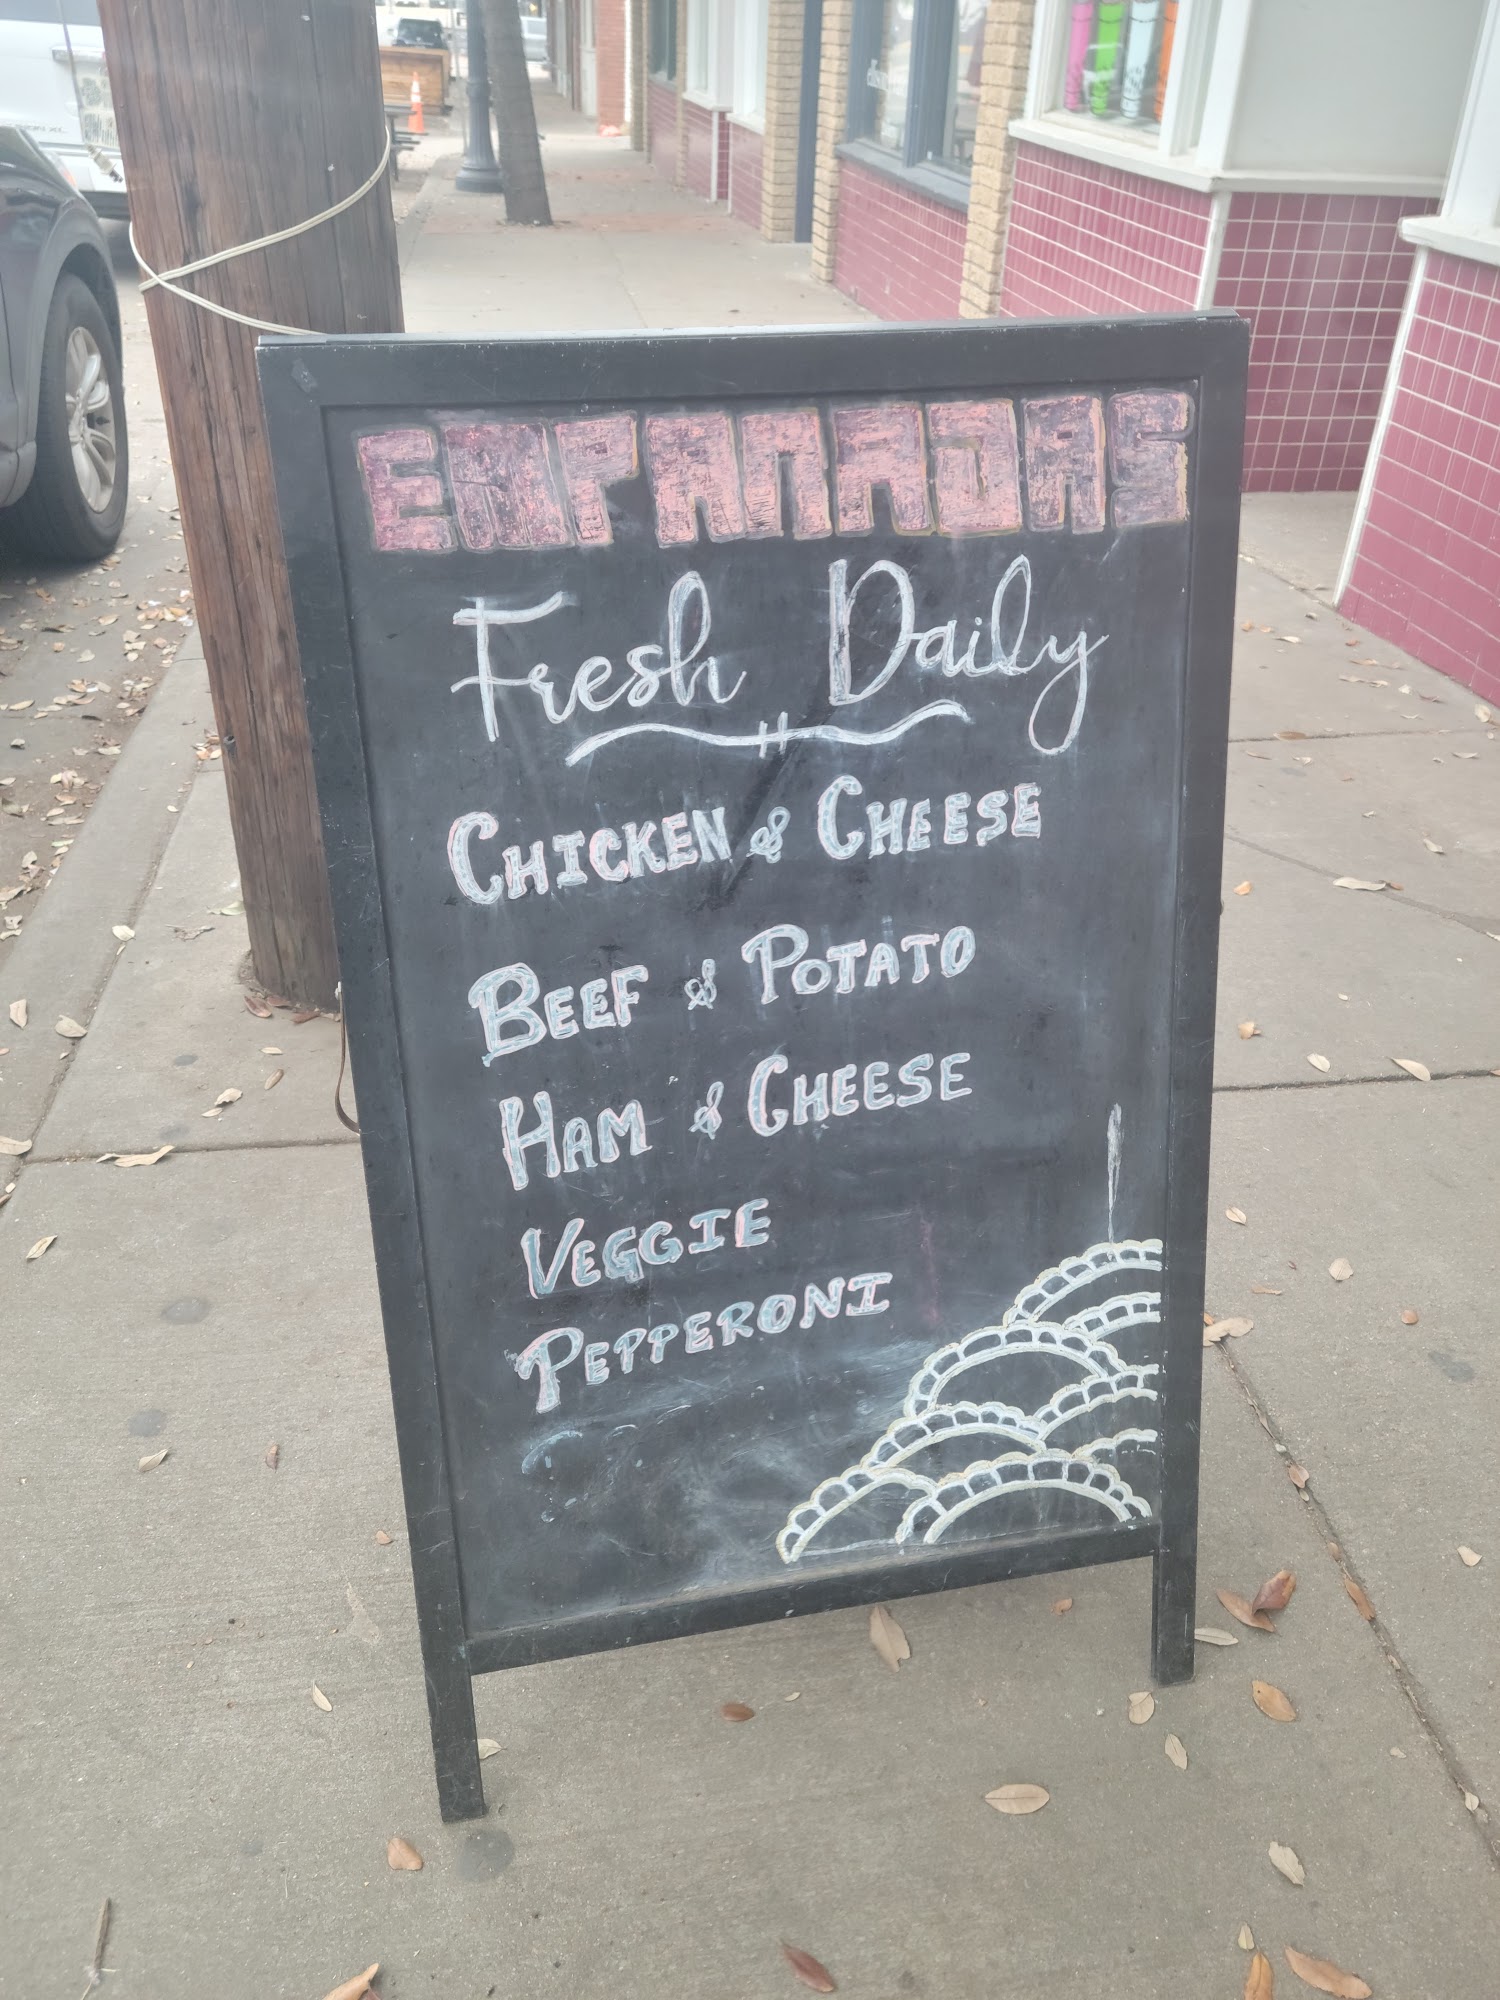 EMPANADAS
Fresh Daily
CHICKEN & CHEESE
BEEF & POTATO
HAM & CHEESE
VEGGIE
PEPPERONI